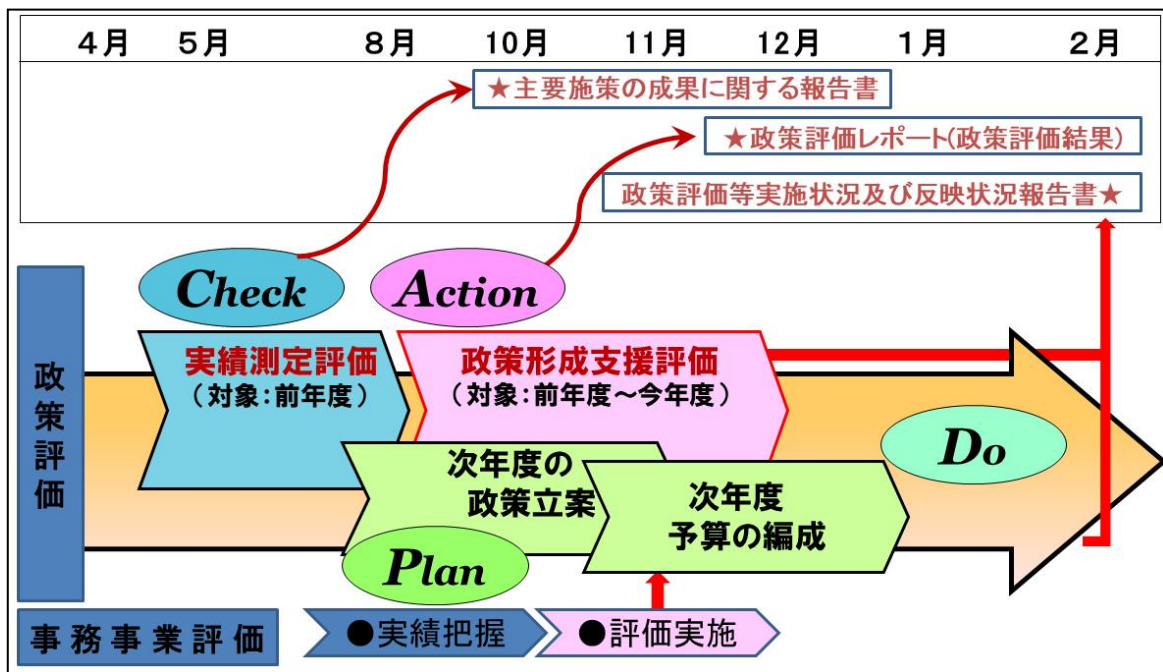 4月 5月 8月 10月 11月 12月 1月 2月
★主要施策の成果に関する報告書
★政策評価レポート(政策評価結果)
政策評価等実施状況及び反映状況報告書★
Check
Action
政策評価
実績測定評価
(対象:前年度)
政策形成支援評価
(対象:前年度~今年度)
Do
次年度の
政策立案
次年度
予算の編成
Plan
事務事業評価
●実績把握
●評価実施